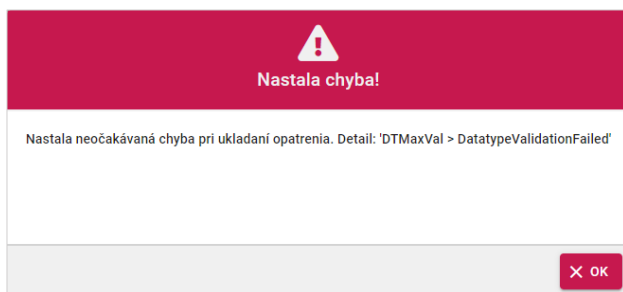 Nastala chyba!
Nastala neočakávaná chyba pri ukladaní opatrenia. Detail: 'DTMaxVal > DatatypeValidationFailed'
OK